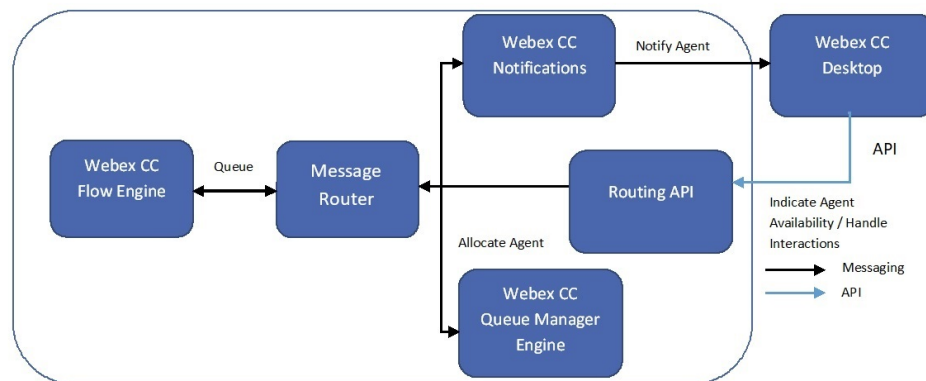 Webex CC
Notifications
Notify Agent
Webex CC
Desktop
Webex CC
Flow Engine
Queue
Message
Router
Routing API
API
Indicate Agent
Availability / Handle
Interactions
Allocate Agent
Messaging
API
Webex CC
Queue Manager
Engine